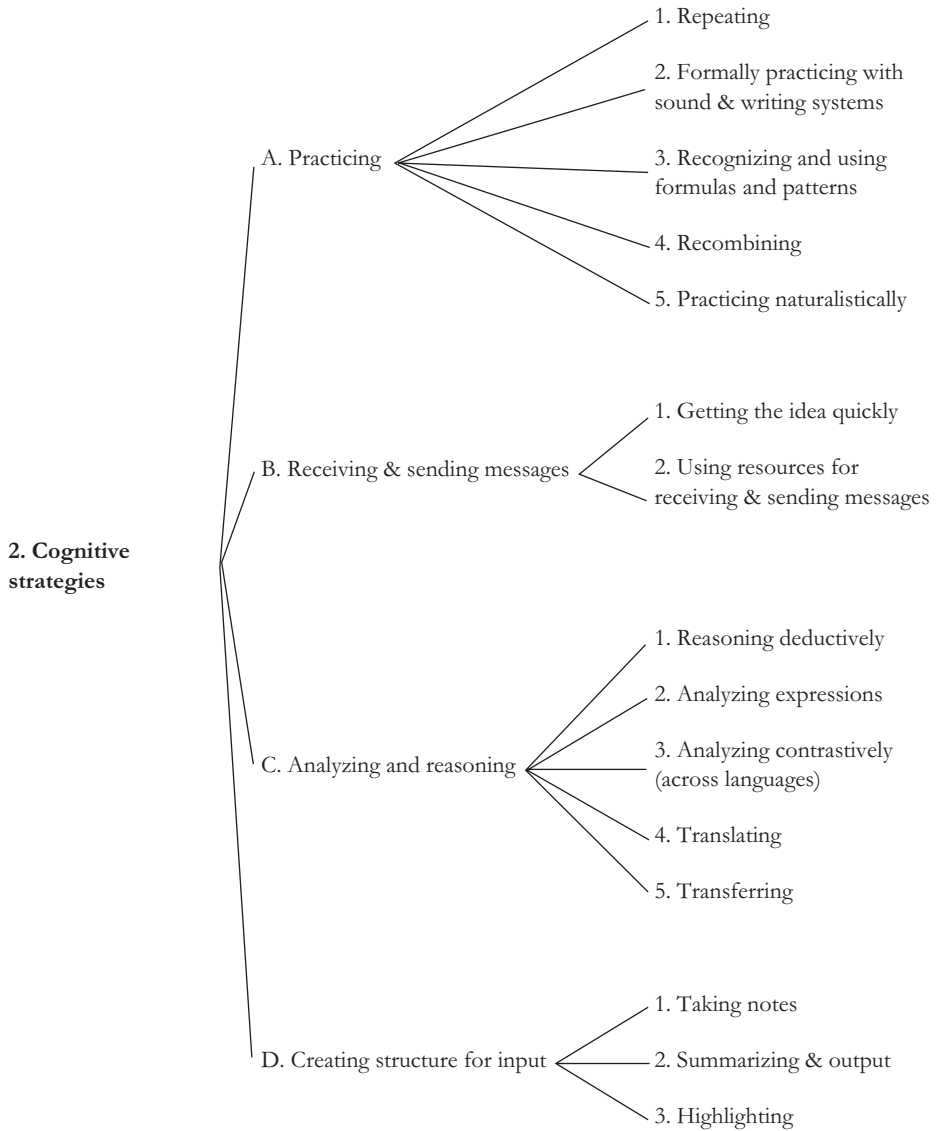 2. Cognitive
strategies
A. Practicing
1. Repeating
2. Formally practicing with
sound & writing systems
3. Recognizing and using
formulas and patterns
4. Recombining
5. Practicing naturalistically
B. Receiving & sending messages
1. Getting the idea quickly
2. Using resources for
receiving & sending messages
C. Analyzing and reasoning
1. Reasoning deductively
2. Analyzing expressions
3. Analyzing contrastively
(across languages)
4. Translating
5. Transferring
D. Creating structure for input
1. Taking notes
2. Summarizing & output
3. Highlighting